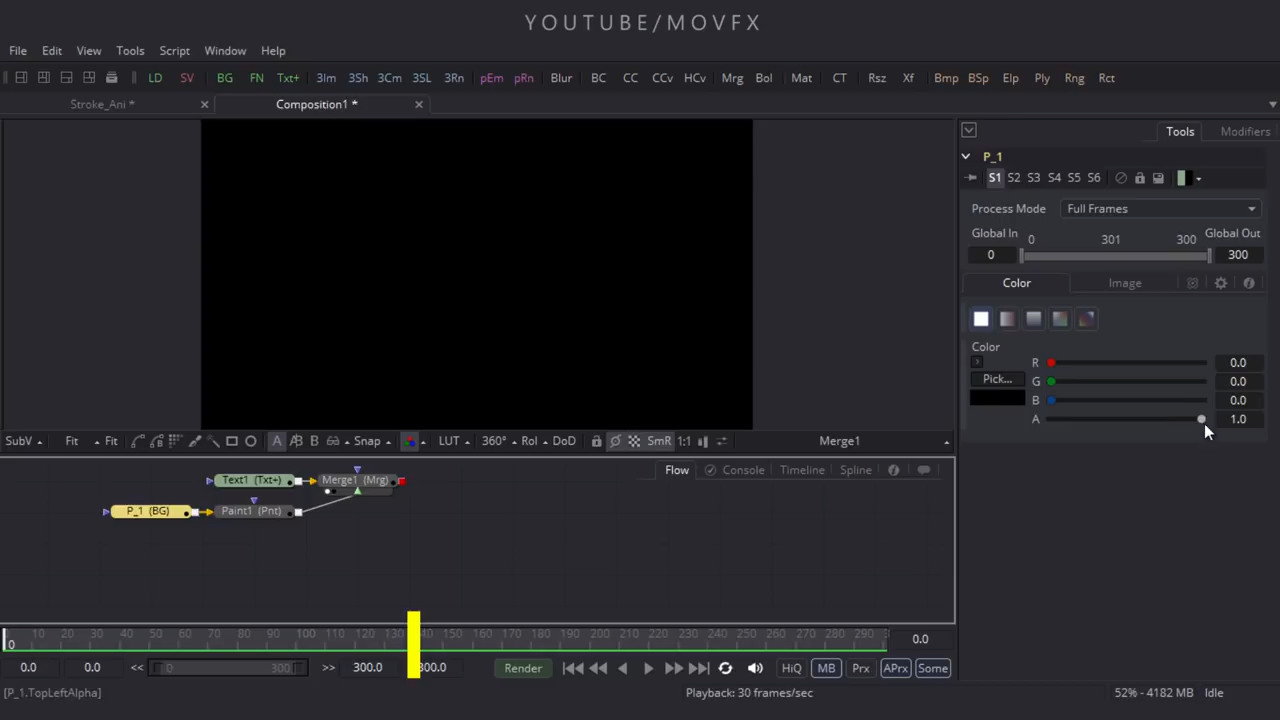 YOUTUBE/MOVFX
File Edit View Tools Script Window Help
LD SV BG FN Txt+ 3Im 3Sh 3Cm 3SL 3Rn pEm pRn Blur BC CC CCv HCv Mrg Bol Mat CT Rsz Xf Bmp BSp Elp Ply Rng Rct
Stroke_Ani * Composition1 *
Tools Modifiers
P_1
S1 S2 S3 S4 S5 S6
Process Mode Full Frames
Global In Global Out
0 301 300
0 300
Color Image
Color
R 0.0
Pick... G 0.0
B 0.0
A 1.0
SubV Fit Fit A A B Snap LUT 360° RoI DoD SmR 1:1 Merge1
Flow Console Timeline Spline
Text1 (Txt+) Merge1 (Mrg)
P_1 (BG) Paint1 (Pnt)
10 20 30 40 50 60 70 80 90 100 110 120 130 140 150 160 170 180 190 200 210 220 230 240 250 260 270 280 290
0 0.0
0.0 0.0 << 0 300 >> 300.0 300.0 Render HiQ MB Prx APrx Some
[P_1.TopLeftAlpha] Playback: 30 frames/sec 52% - 4182 MB Idle